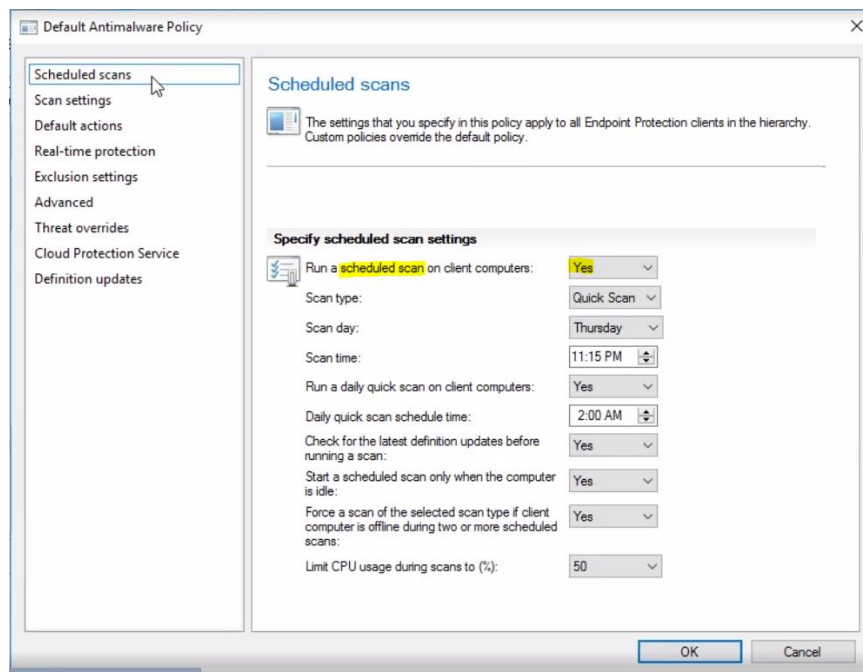 Default Antimalware Policy
Scheduled scans
Scan settings
Default actions
Real-time protection
Exclusion settings
Advanced
Threat overrides
Cloud Protection Service
Definition updates
Scheduled scans
The settings that you specify in this policy apply to all Endpoint Protection clients in the hierarchy.
Custom policies override the default policy.
Specify scheduled scan settings
Run a scheduled scan on client computers: Yes
Scan type: Quick Scan
Scan day: Thursday
Scan time: 11:15 PM
Run a daily quick scan on client computers: Yes
Daily quick scan schedule time: 2:00 AM
Check for the latest definition updates before
running a scan: Yes
Start a scheduled scan only when the computer
is idle: Yes
Force a scan of the selected scan type if client
computer is offline during two or more scheduled
scans: Yes
Limit CPU usage during scans to (%): 50
OK Cancel